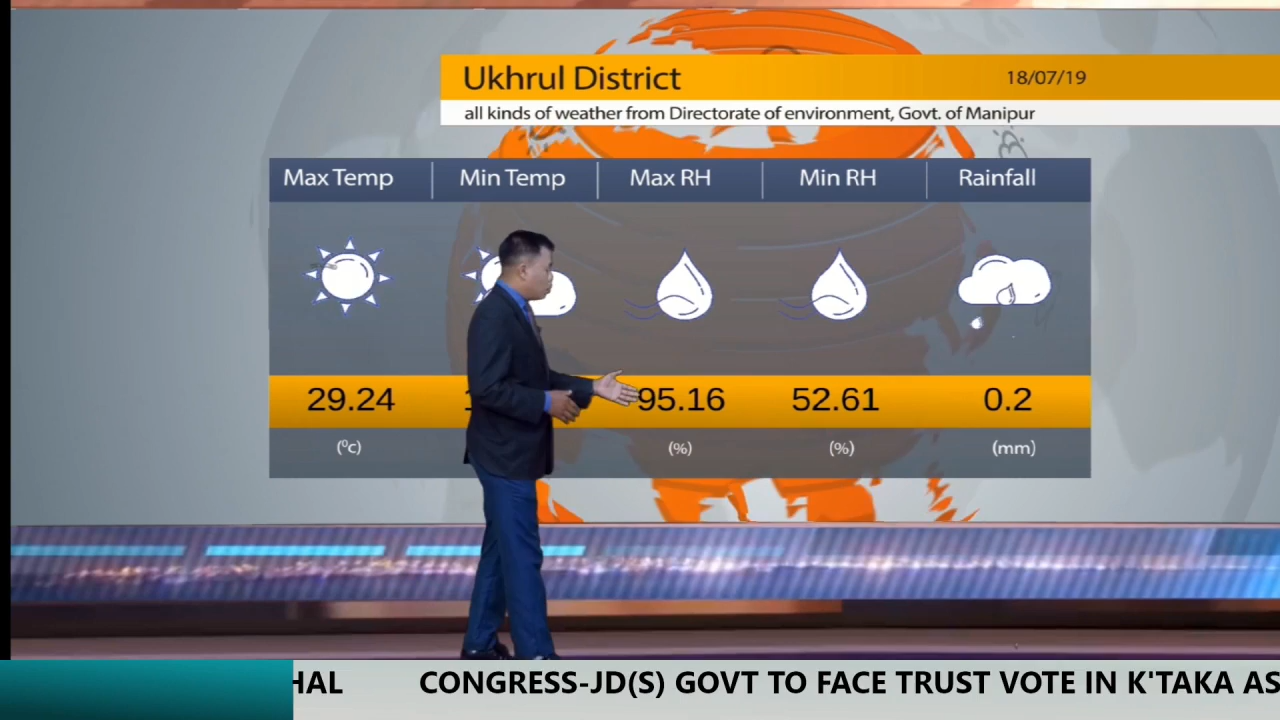 Ukhrul District 18/07/19
all kinds of weather from Directorate of environment, Govt. of Manipur
Max Temp Min Temp Max RH Min RH Rainfall
29.24 95.16 52.61 0.2
(°c) (%) (%) (mm)
CONGRESS-JD(S) GOVT TO FACE TRUST VOTE IN K'TAKA